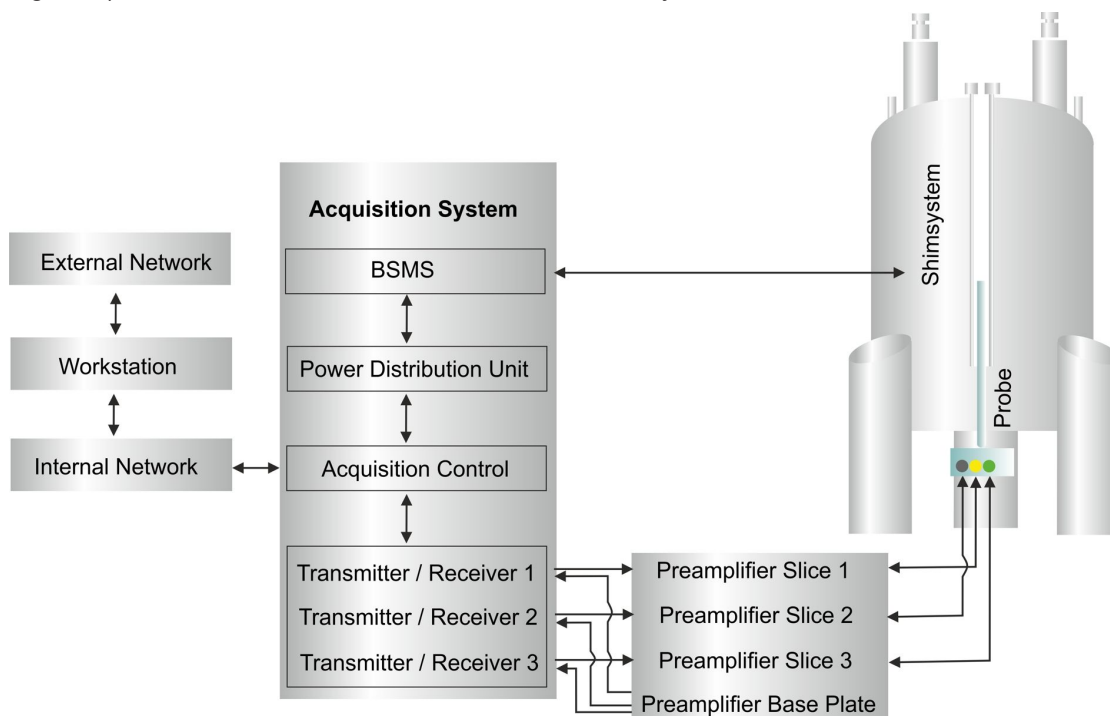 Acquisition System
External Network
BSMS
Shimsystem
Workstation
Power Distribution Unit
Probe
Internal Network
Acquisition Control
Transmitter / Receiver 1
Preamplifier Slice 1
Transmitter / Receiver 2
Preamplifier Slice 2
Transmitter / Receiver 3
Preamplifier Slice 3
Preamplifier Base Plate